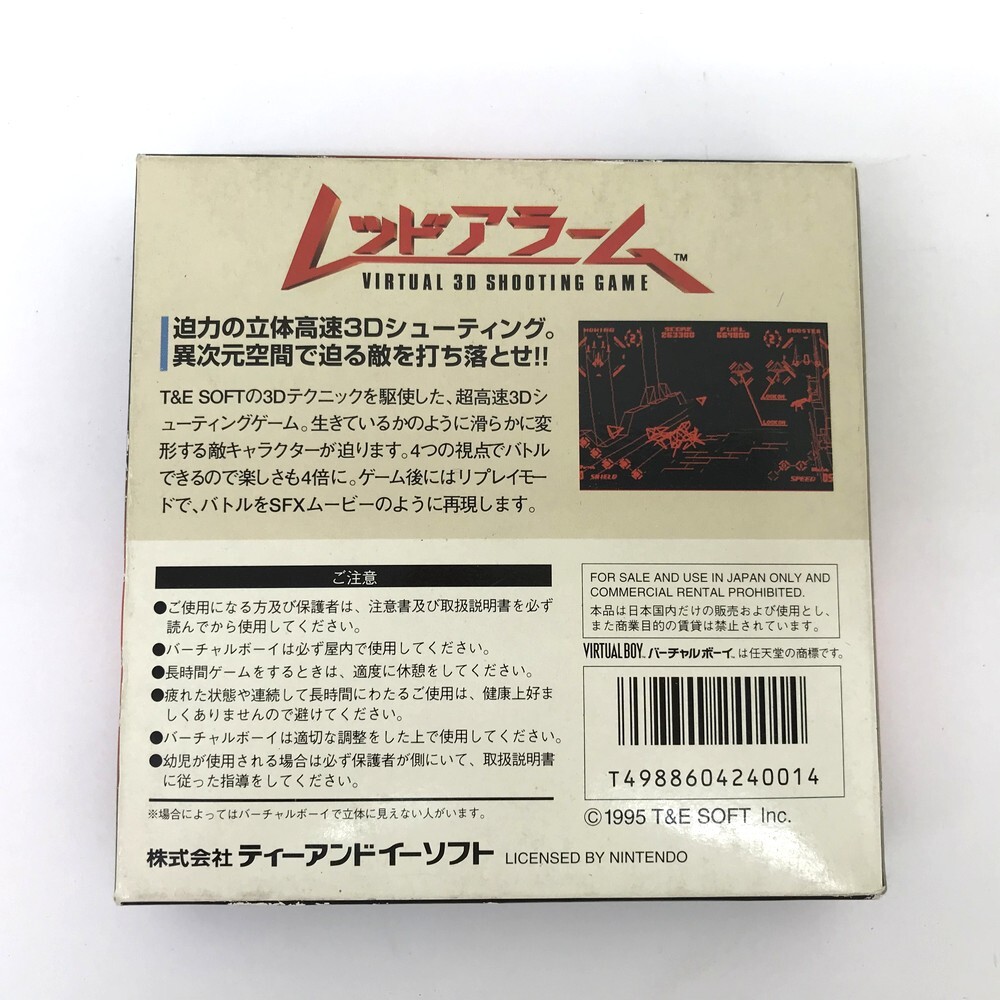 レッドアラーム™
VIRTUAL 3D SHOOTING GAME
迫力の立体高速3Dシューティング。
異次元空間で迫る敵を打ち落とせ!!
T&E SOFTの3Dテクニックを駆使した、超高速3Dシ
ューティングゲーム。生きているかのように滑らかに変
形する敵キャラクターが迫ります。4つの視点でバトル
できるので楽しさも4倍に。ゲーム後にはリプレイモー
ドで、バトルをSFXムービーのように再現します。
SCORE
263300
FUEL
664800
BOOSTER
SHIELD
SPEED
ご注意
●ご使用になる方及び保護者は、注意書及び取扱説明書を必ず
読んでから使用してください。
●バーチャルボーイは必ず屋内で使用してください。
●長時間ゲームをするときは、適度に休憩をしてください。
●疲れた状態や連続して長時間にわたるご使用は、健康上好ま
しくありませんので避けてください。
●バーチャルボーイは適切な調整をした上で使用してください。
●幼児が使用される場合は必ず保護者が側にいて、取扱説明書
に従った指導をしてください。
※場合によってはバーチャルボーイで立体に見えない人がいます。
FOR SALE AND USE IN JAPAN ONLY AND
COMMERCIAL RENTAL PROHIBITED.
本品は日本国内だけの販売および使用とし、
また商業目的の賃貸は禁止されています。
VIRTUAL BOY. バーチャルボーイ. は任天堂の商標です。
T4988604240014
©1995 T&E SOFT Inc.
株式会社 ティーアンドイーソフト LICENSED BY NINTENDO